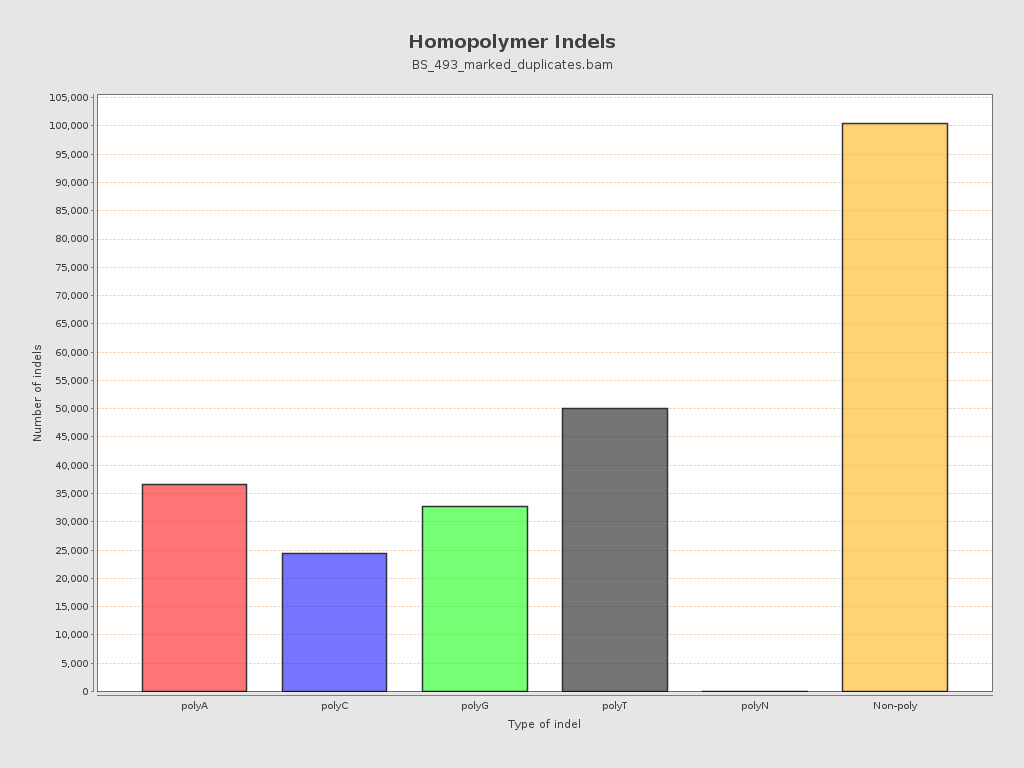 Homopolymer Indels
BS_493_marked_duplicates.bam
105,000
100,000
95,000
90,000
85,000
80,000
75,000
70,000
65,000
60,000
55,000
50,000
45,000
40,000
35,000
30,000
25,000
20,000
15,000
10,000
5,000
0
Number of indels
polyA
polyC
polyG
polyT
polyN
Non-poly
Type of indel